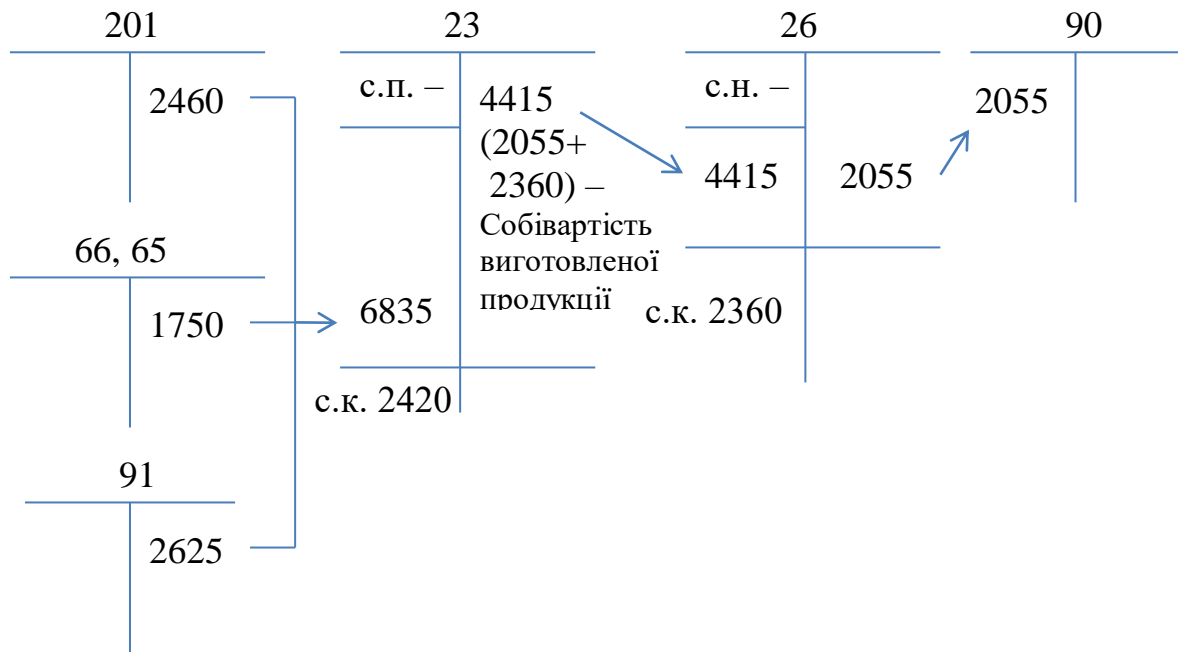 201
2460
66, 65
1750
91
2625
23
с.п. –
4415
(2055+
2360) –
Собівартість
виготовленої
продукції
6835
с.к. 2420
26
с.н. –
4415
2055
с.к. 2360
90
2055